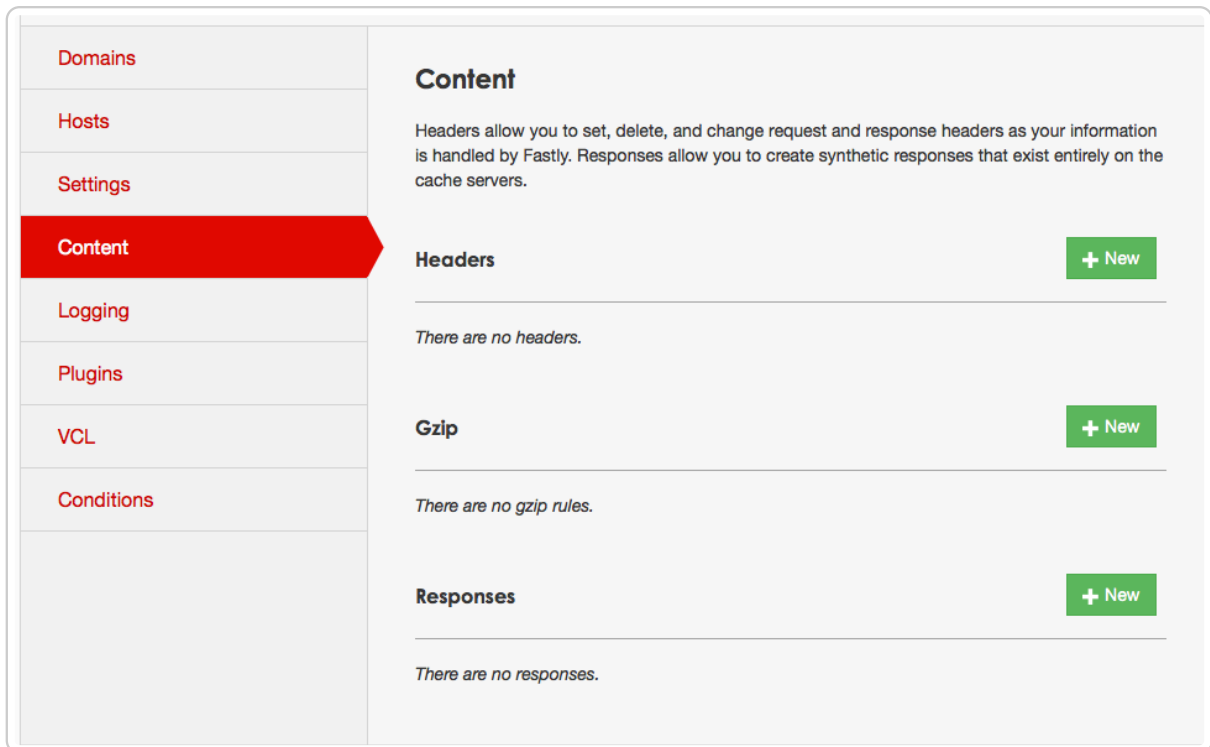 Domains
Hosts
Settings
Content
Logging
Plugins
VCL
Conditions
Content
Headers allow you to set, delete, and change request and response headers as your information
is handled by Fastly. Responses allow you to create synthetic responses that exist entirely on the
cache servers.
Headers
+ New
There are no headers.
Gzip
+ New
There are no gzip rules.
Responses
+ New
There are no responses.